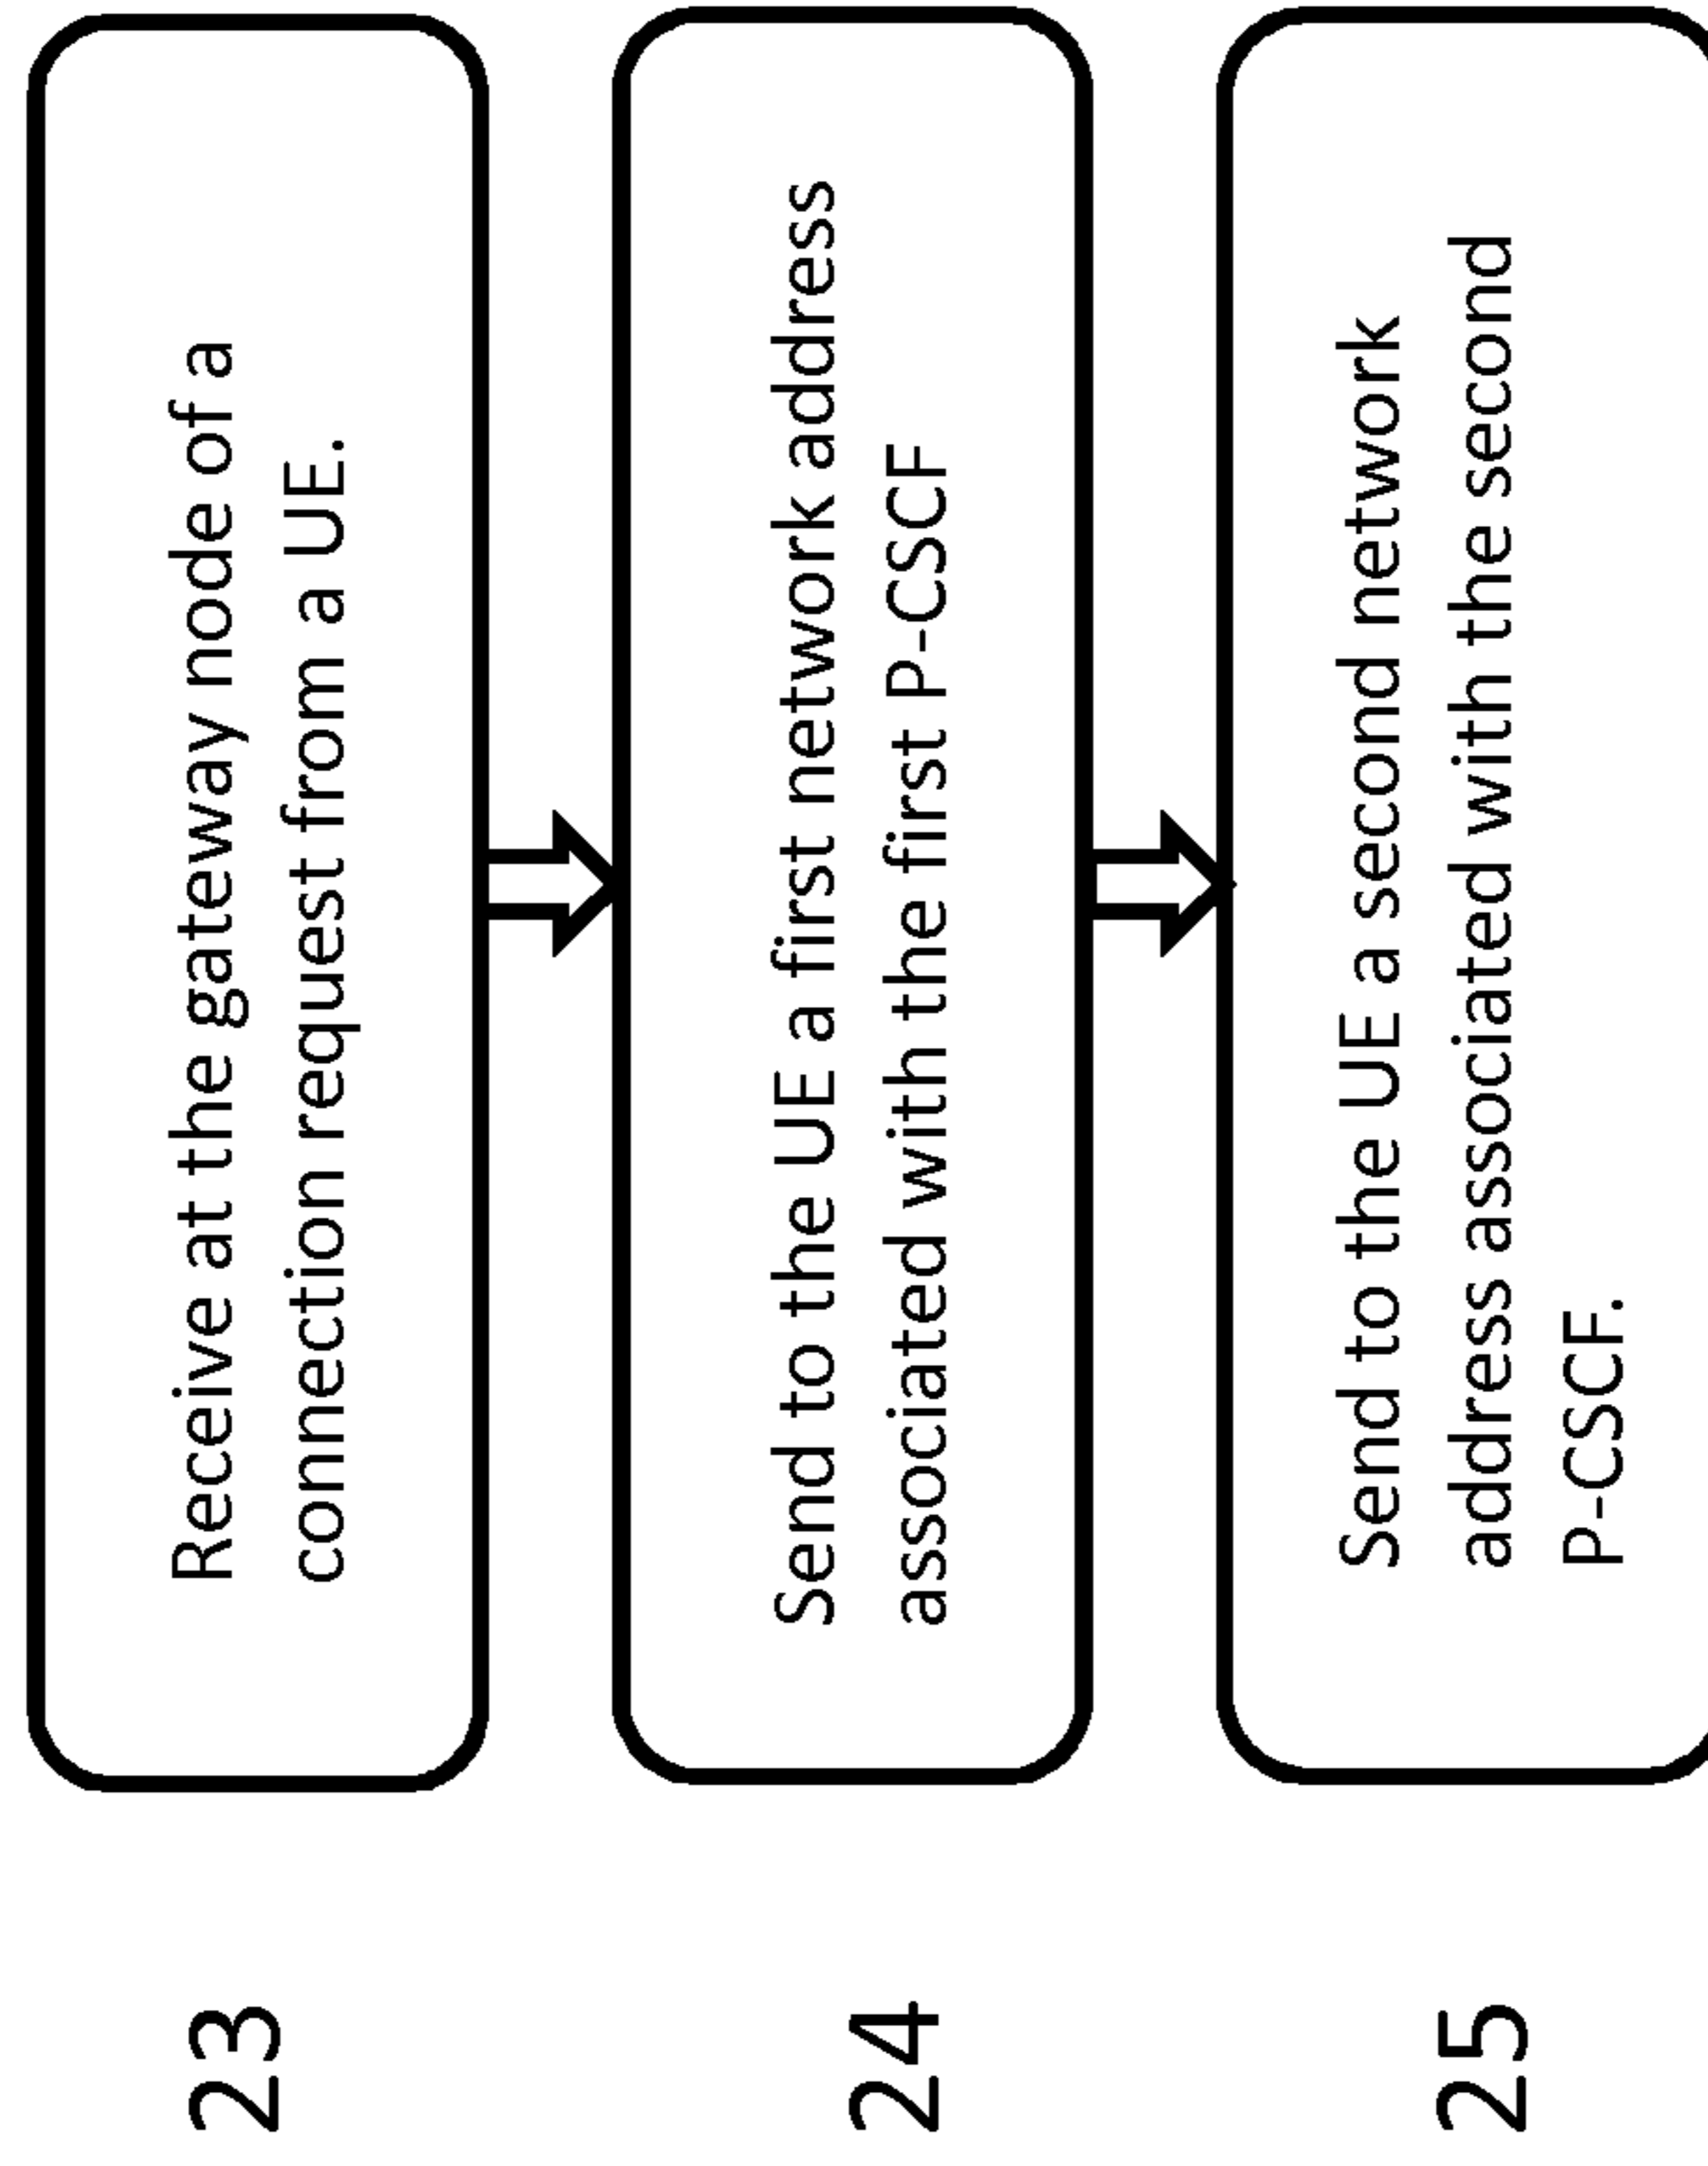 23
Receive at the gateway node of a
connection request from a UE.
24
Send to the UE a first network address
associated with the first P-CSCF
25
Send to the UE a second network
address associated with the second
P-CSCF.